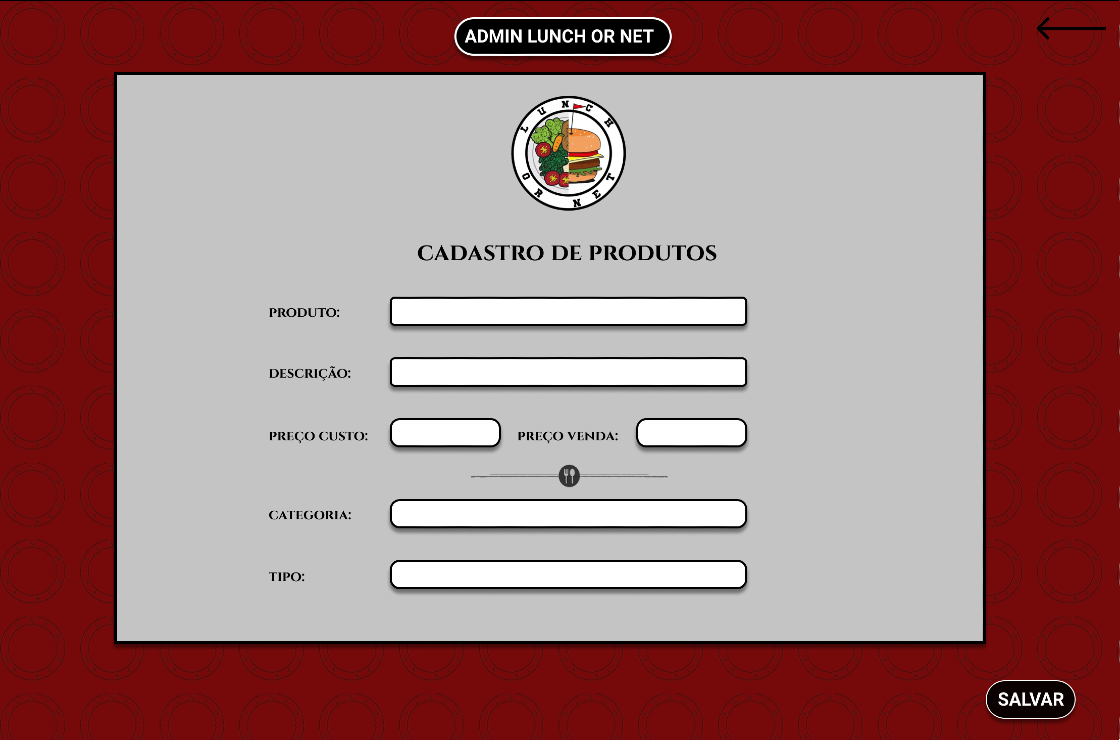 ADMIN LUNCH OR NET
LUNCH
OR NET
CADASTRO DE PRODUTOS
PRODUTO:
DESCRIÇÃO:
PREÇO CUSTO: PREÇO VENDA:
CATEGORIA:
TIPO:
SALVAR